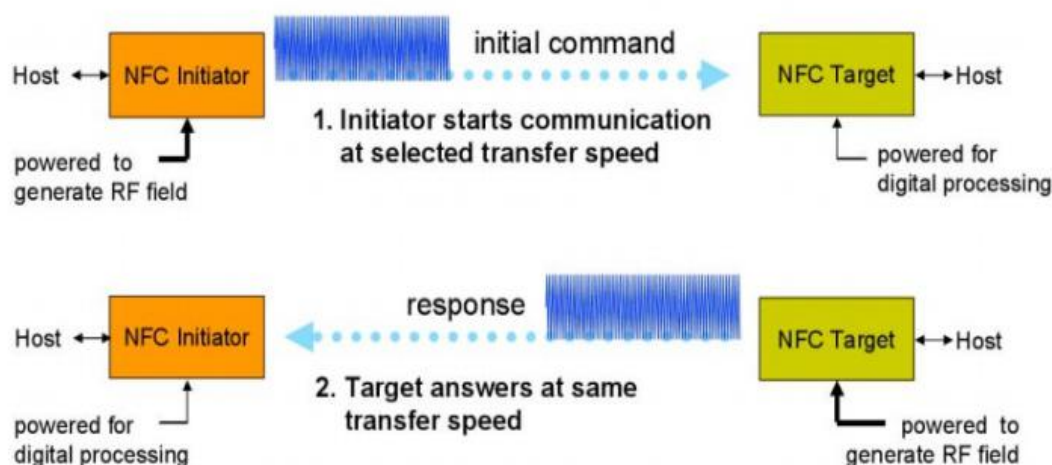 initial command
Host
NFC Initiator
NFC Target
Host
1. Initiator starts communication
at selected transfer speed
powered to
generate RF field
powered for
digital processing
response
Host
NFC Initiator
NFC Target
Host
2. Target answers at same
transfer speed
powered for
digital processing
powered to
generate RF field